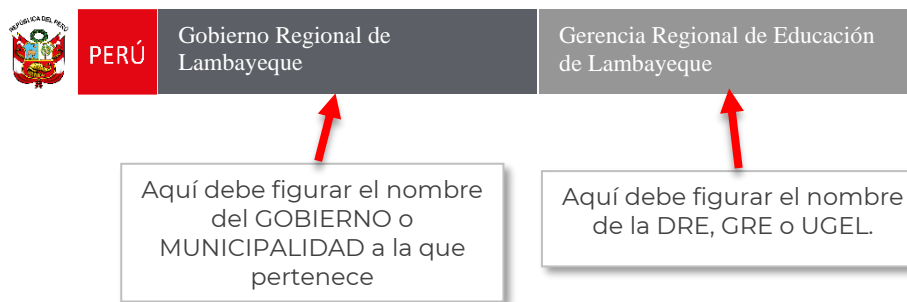 REPÚBLICA DEL PERÚ
PERÚ
Gobierno Regional de
Lambayeque
Gerencia Regional de Educación
de Lambayeque
Aquí debe figurar el nombre
del GOBIERNO o
MUNICIPALIDAD a la que
pertenece
Aquí debe figurar el nombre
de la DRE, GRE o UGEL.